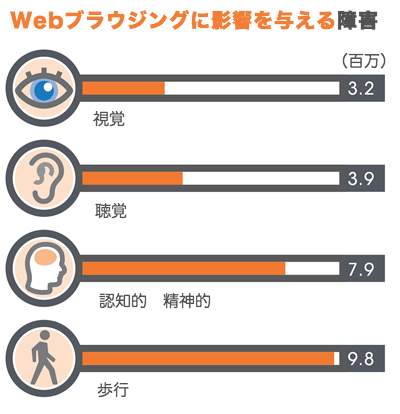 Webブラウジングに影響を与える障害
(百万)
3.2
視覚
3.9
聴覚
7.9
認知的　精神的
9.8
歩行